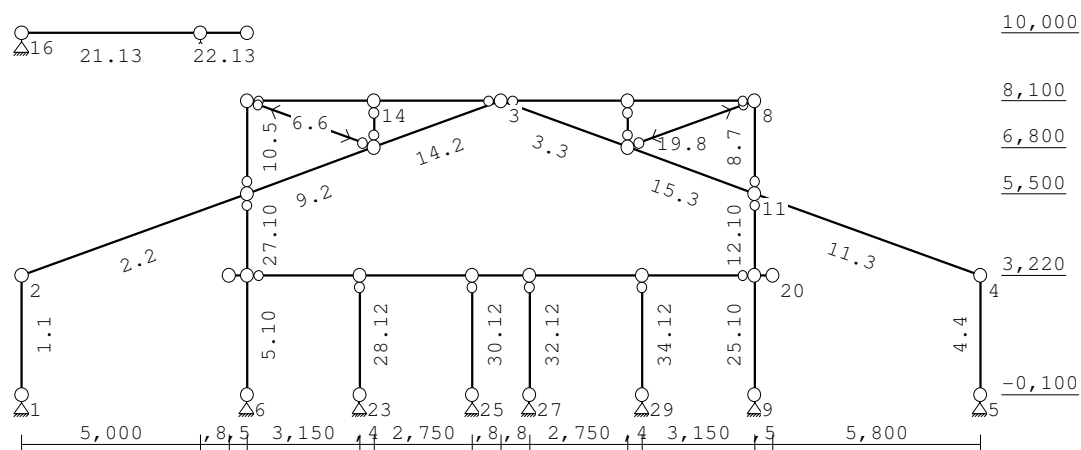 10,000
16
21.13 22.13
8,100
14 3 8
6.6 19.8
10.5 14.2 3.3 8.7
6,800
9.2 15.3
5,500
11
27.10 12.10
2.2 11.3
3,220
2 20 4
1.1 5.10 28.12 30.12 32.12 34.12 25.10 4.4
-0,100
1 6 23 25 27 29 9 5
5,000 ,8 ,5 3,150 ,4 2,750 ,8 ,8 2,750 ,4 3,150 ,5 5,800